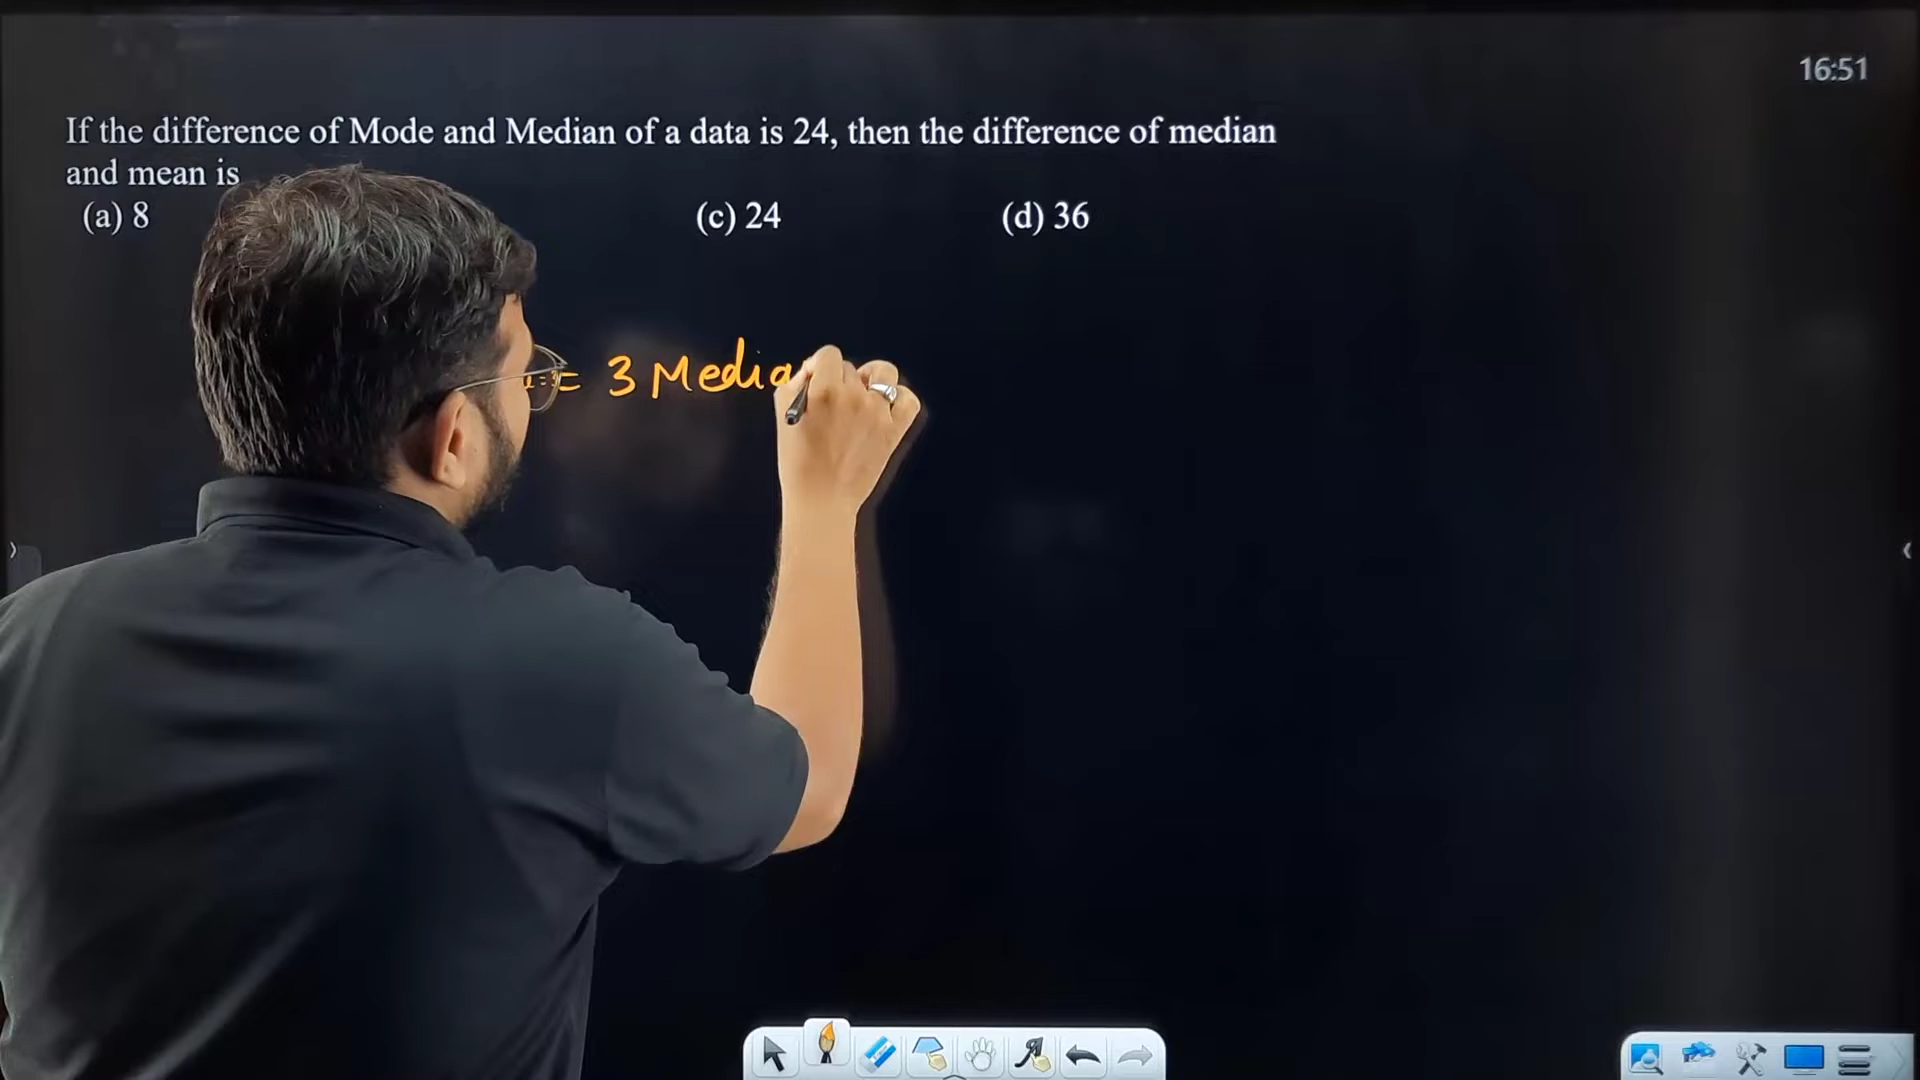 16:51
If the difference of Mode and Median of a data is 24, then the difference of median
and mean is
(a) 8 (c) 24 (d) 36
= 3 Media